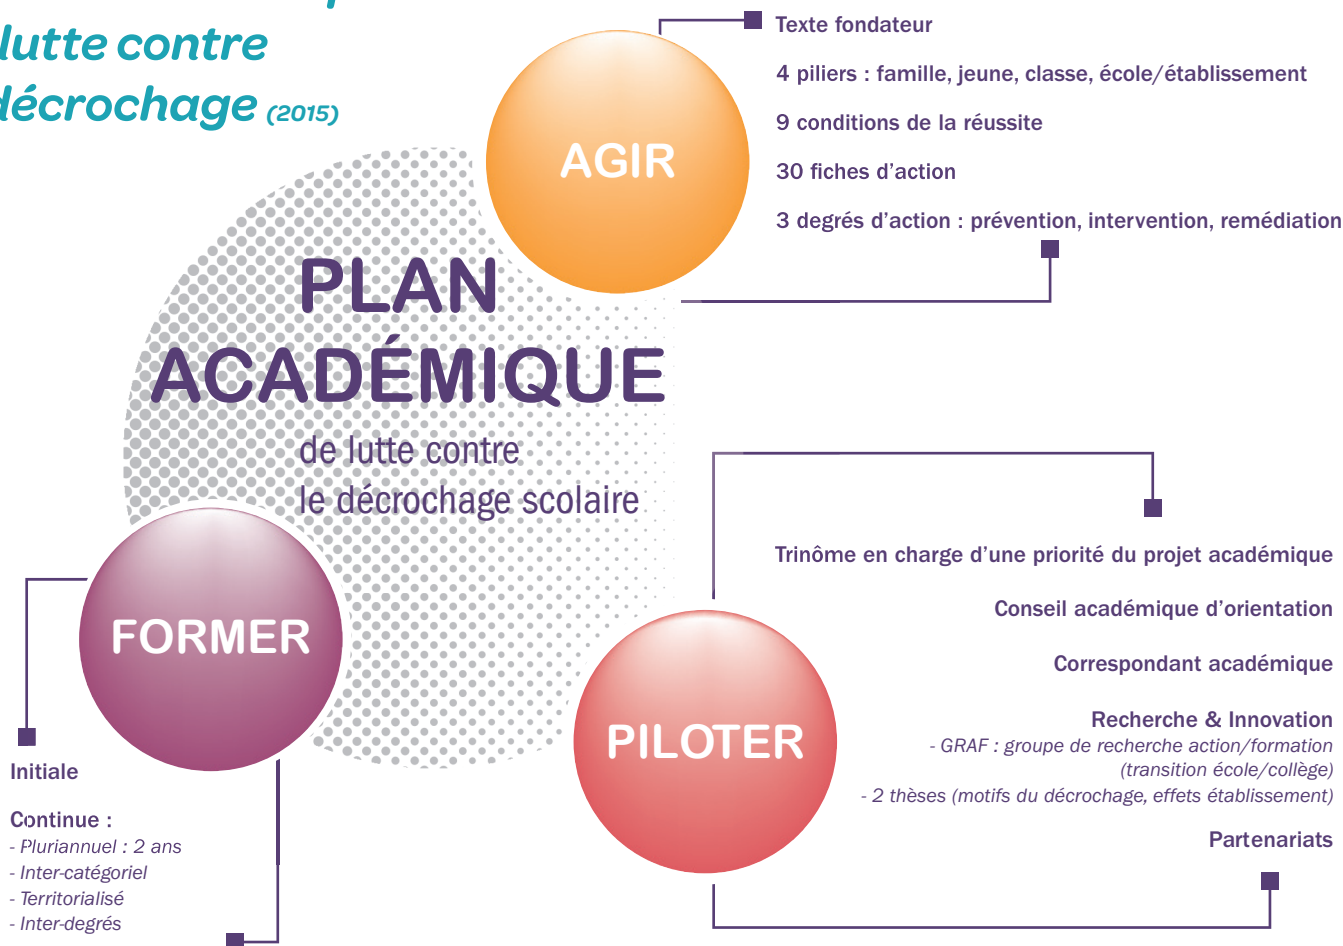 lutte contre
décrochage (2015)
AGIR
Texte fondateur
4 piliers : famille, jeune, classe, école/établissement
9 conditions de la réussite
30 fiches d'action
3 degrés d'action : prévention, intervention, remédiation
PLAN
ACADÉMIQUE
de lutte contre
le décrochage scolaire
FORMER
Initiale
Continue :
- Pluriannuel : 2 ans
- Inter-catégoriel
- Territorialisé
- Inter-degrés
PILOTER
Trinôme en charge d'une priorité du projet académique
Conseil académique d'orientation
Correspondant académique
Recherche & Innovation
- GRAF : groupe de recherche action/formation
(transition école/collège)
- 2 thèses (motifs du décrochage, effets établissement)
Partenariats